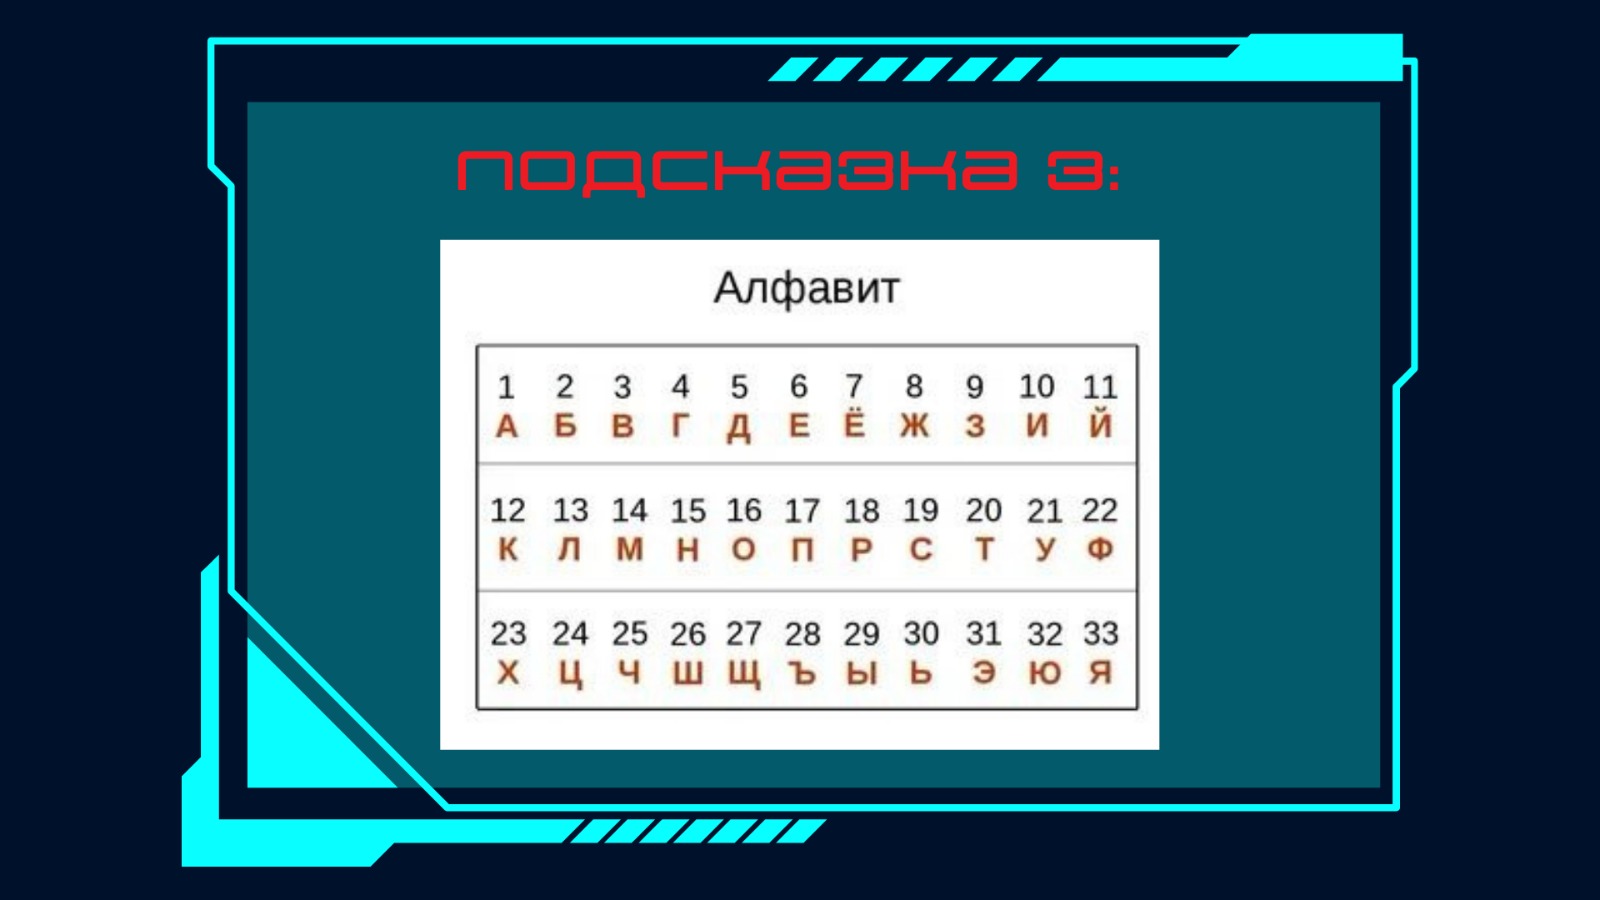 подсказка 3:
Алфавит
1 2 3 4 5 6 7 8 9 10 11
А Б В Г Д Е Ё Ж З И Й
12 13 14 15 16 17 18 19 20 21 22
К Л М Н О П Р С Т У Ф
23 24 25 26 27 28 29 30 31 32 33
Х Ц Ч Ш Щ Ъ Ы Ь Э Ю Я